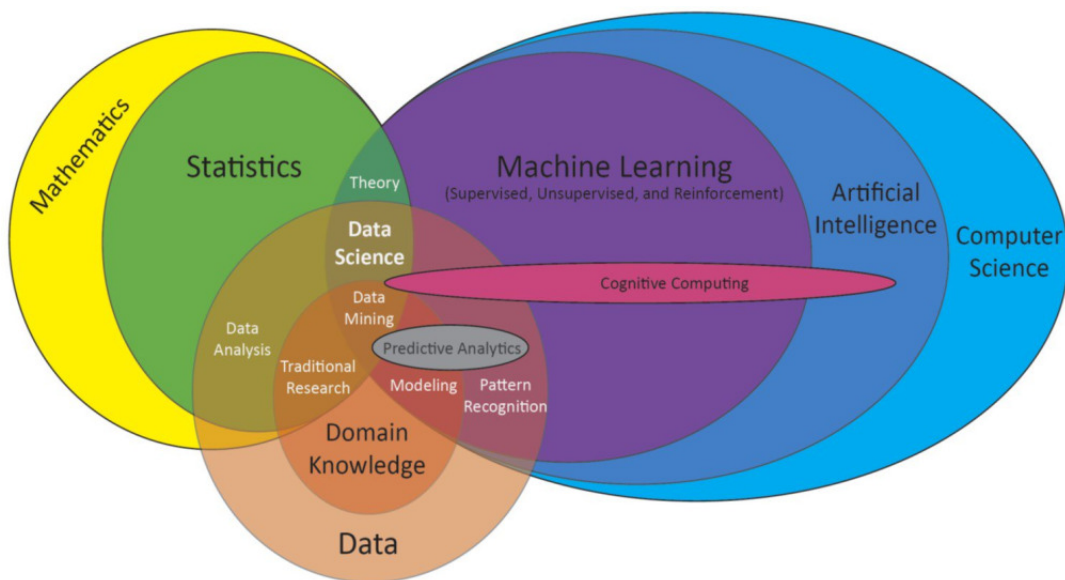 Mathematics
Statistics
Theory
Machine Learning
(Supervised, Unsupervised, and Reinforcement)
Artificial
Intelligence
Computer
Science
Data
Science
Cognitive Computing
Data
Mining
Data
Analysis
Predictive Analytics
Traditional
Research
Modeling
Pattern
Recognition
Domain
Knowledge
Data